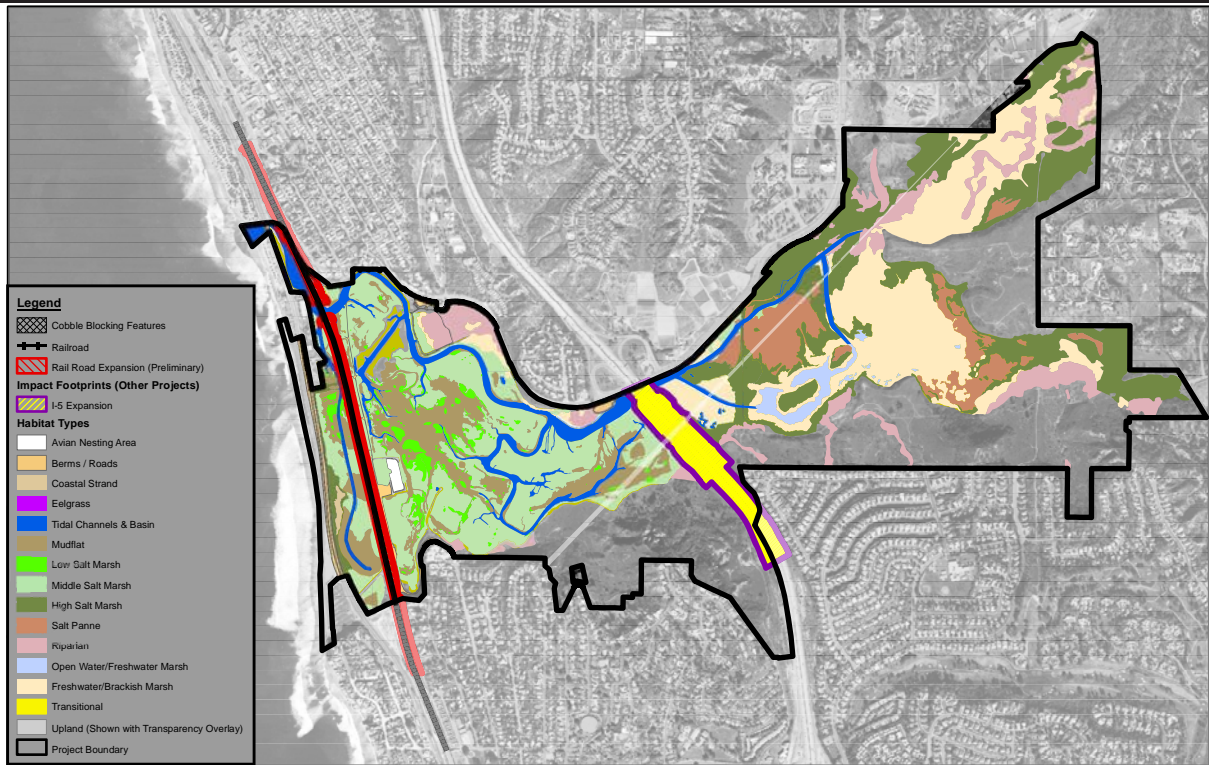 Legend
Cobble Blocking Features
Railroad
Rail Road Expansion (Preliminary)
Impact Footprints (Other Projects)
I-5 Expansion
Habitat Types
Avian Nesting Area
Berms / Roads
Coastal Strand
Eelgrass
Tidal Channels & Basin
Mudflat
Low Salt Marsh
Middle Salt Marsh
High Salt Marsh
Salt Panne
Riparian
Open Water/Freshwater Marsh
Freshwater/Brackish Marsh
Transitional
Upland (Shown with Transparency Overlay)
Project Boundary